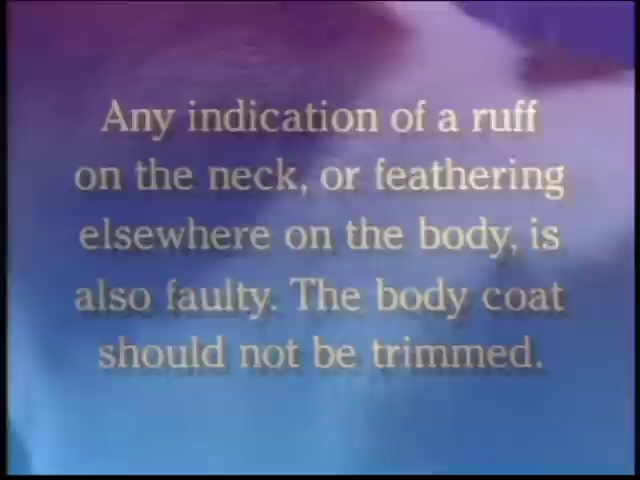 Any indication of a ruff
on the neck, or feathering
elsewhere on the body, is
also faulty. The body coat
should not be trimmed.